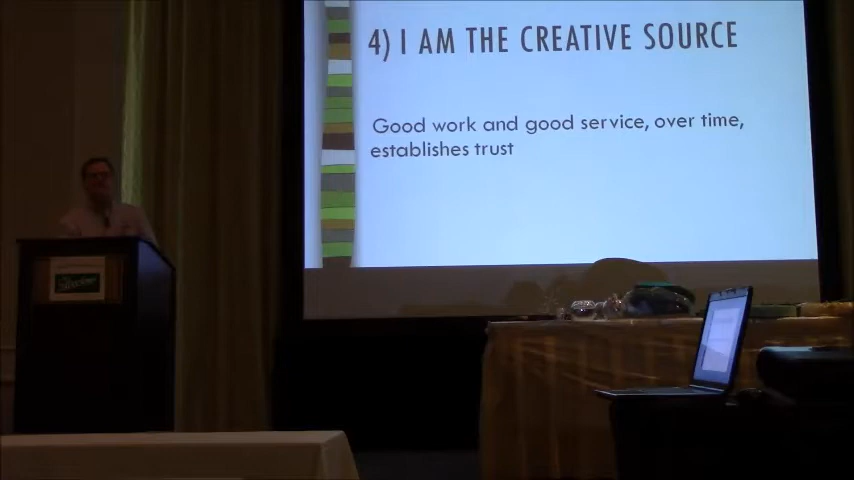 4) I AM THE CREATIVE SOURCE
Good work and good service, over time,
establishes trust